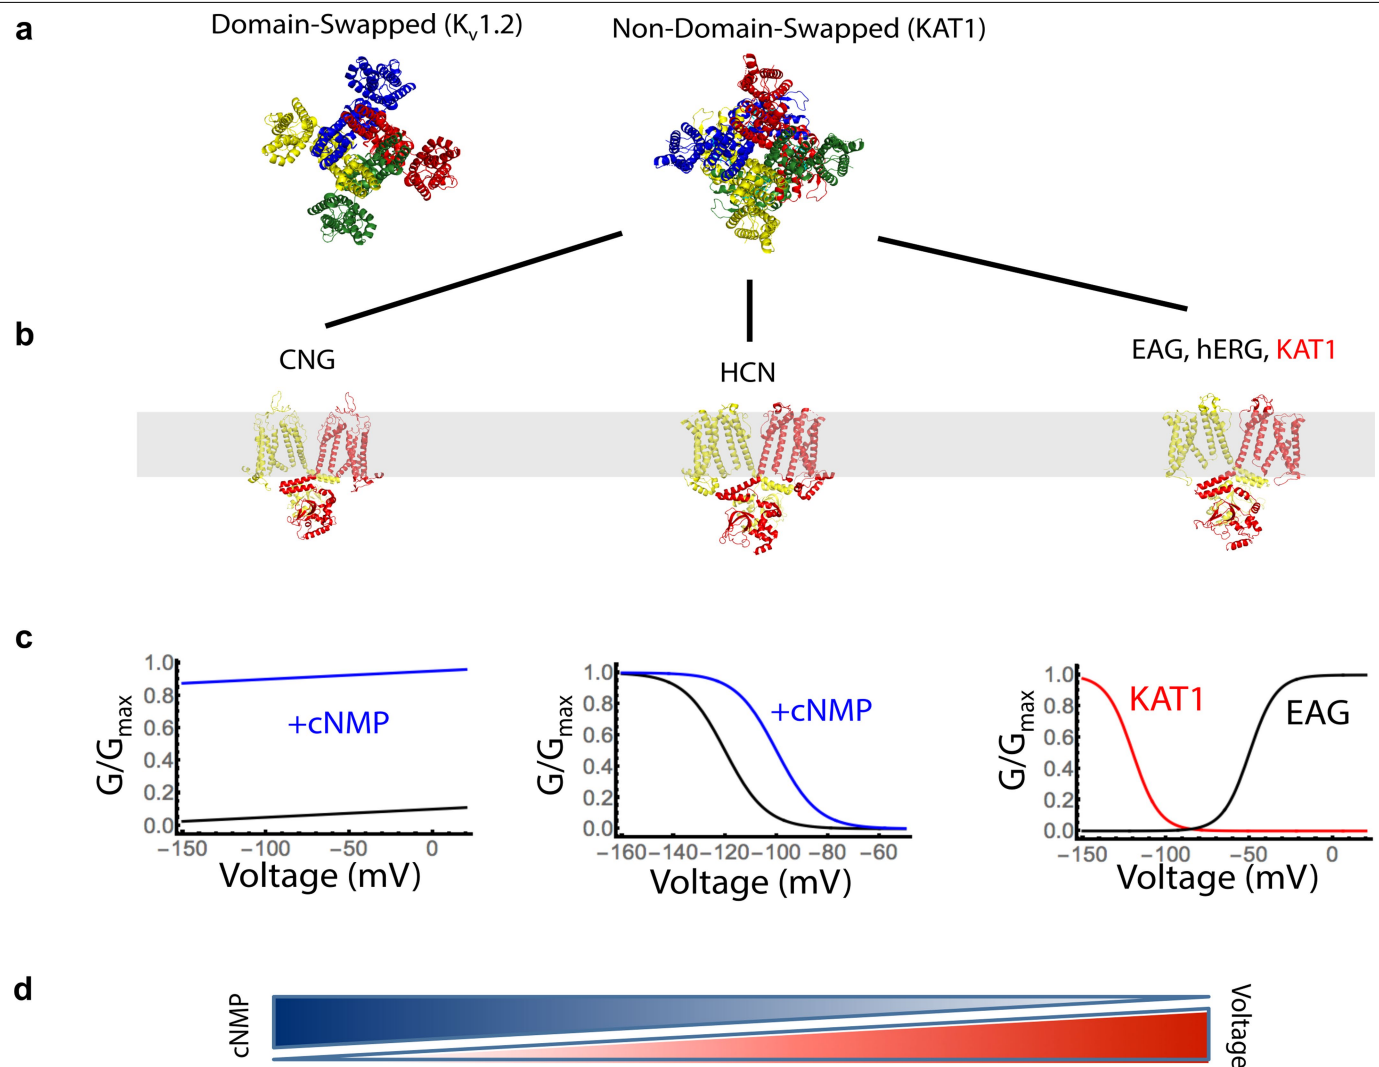 a
Domain-Swapped (Kv1.2)
Non-Domain-Swapped (KAT1)
b
CNG
HCN
EAG, hERG, KAT1
c
G/Gmax
1.0
0.8
0.6
0.4
0.2
0.0
+cNMP
−150 −100 −50 0
Voltage (mV)
G/Gmax
1.0
0.8
0.6
0.4
0.2
0.0
+cNMP
−160 −140 −120 −100 −80 −60
Voltage (mV)
G/Gmax
1.0
0.8
0.6
0.4
0.2
0.0
KAT1
EAG
−150 −100 −50 0
Voltage (mV)
d
cNMP
Voltage